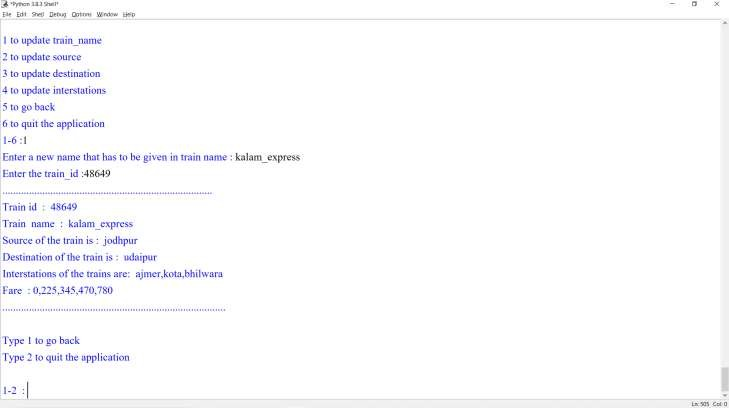 *Python 3.8.3 Shell*
File Edit Shell Debug Options Window Help
1 to update train_name
2 to update source
3 to update destination
4 to update interstations
5 to go back
6 to quit the application
1-6 :1
Enter a new name that has to be given in train name : kalam_express
Enter the train_id :48649
................................................................................
Train id : 48649
Train name : kalam_express
Source of the train is : jodhpur
Destination of the train is : udaipur
Interstations of the trains are: ajmer,kota,bhilwara
Fare : 0,225,345,470,780
.....................................................................................
Type 1 to go back
Type 2 to quit the application
1-2 :
Ln: 505 Col: 0